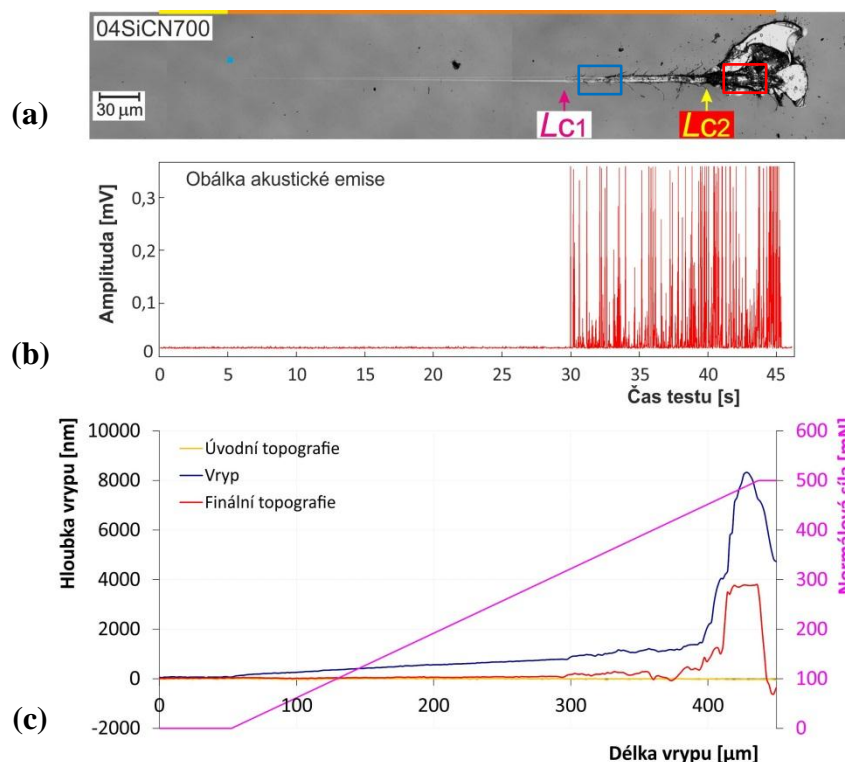 04SiCN700
30 µm
(a)
Lc1
Lc2
Obálka akustické emise
Amplituda [mV]
0,3
0,2
0,1
0
0 5 10 15 20 25 30 35 40 45
Čas testu [s]
(b)
Hloubka vrypu [nm]
10000
8000
6000
4000
2000
0
-2000
Úvodní topografie
Vryp
Finální topografie
600
500
400
300
200
100
0
Normálová síla [mN]
0 100 200 300 400
Délka vrypu [µm]
(c)